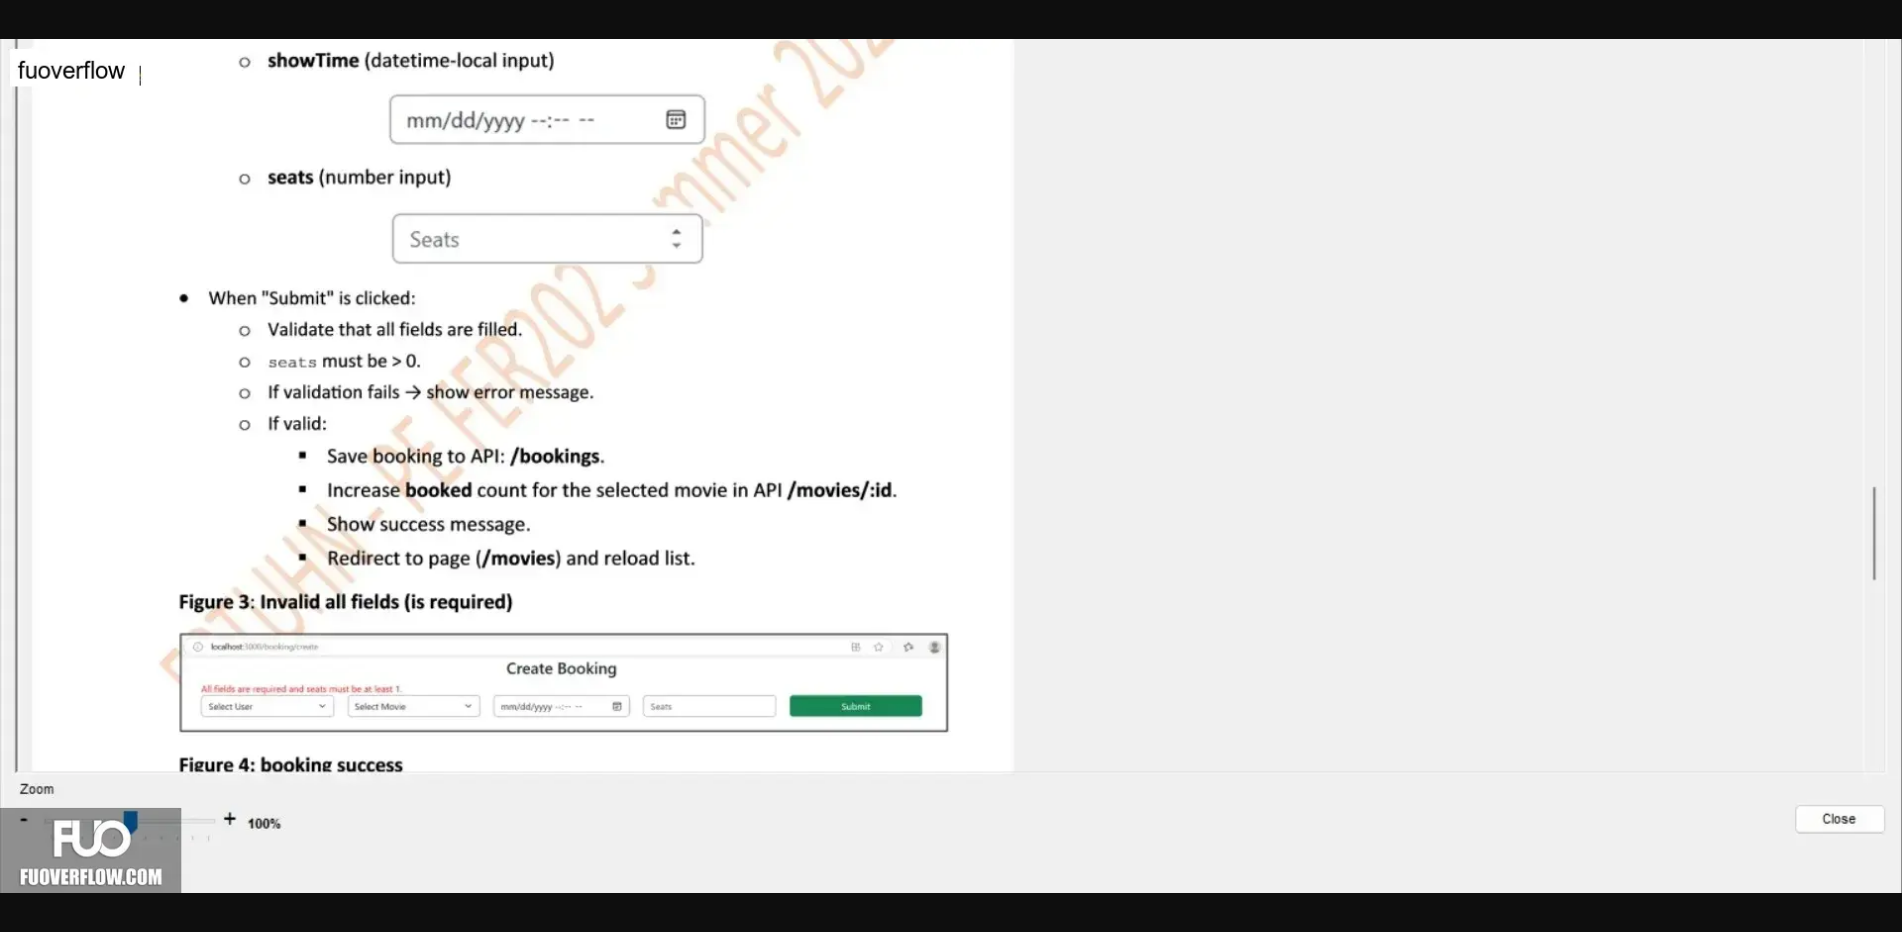 showTime (datetime-local input)
fuoverflow
mm/dd/yyyy --:-- --
seats (number input)
Seats
When "Submit" is clicked:
Validate that all fields are filled.
seats must be > 0.
If validation fails → show error message.
If valid:
Save booking to API: /bookings.
Increase booked count for the selected movie in API /movies/:id.
Show success message.
Redirect to page (/movies) and reload list.
Figure 3: Invalid all fields (is required)
localhost:3000/booking/create
Create Booking
All fields are required and seats must be at least 1.
Select User Select Movie mm/dd/yyyy --:-- -- Seats Submit
Figure 4: booking success
Zoom
- + 100%
Close
FUO
FUOVERFLOW.COM
PE FER202